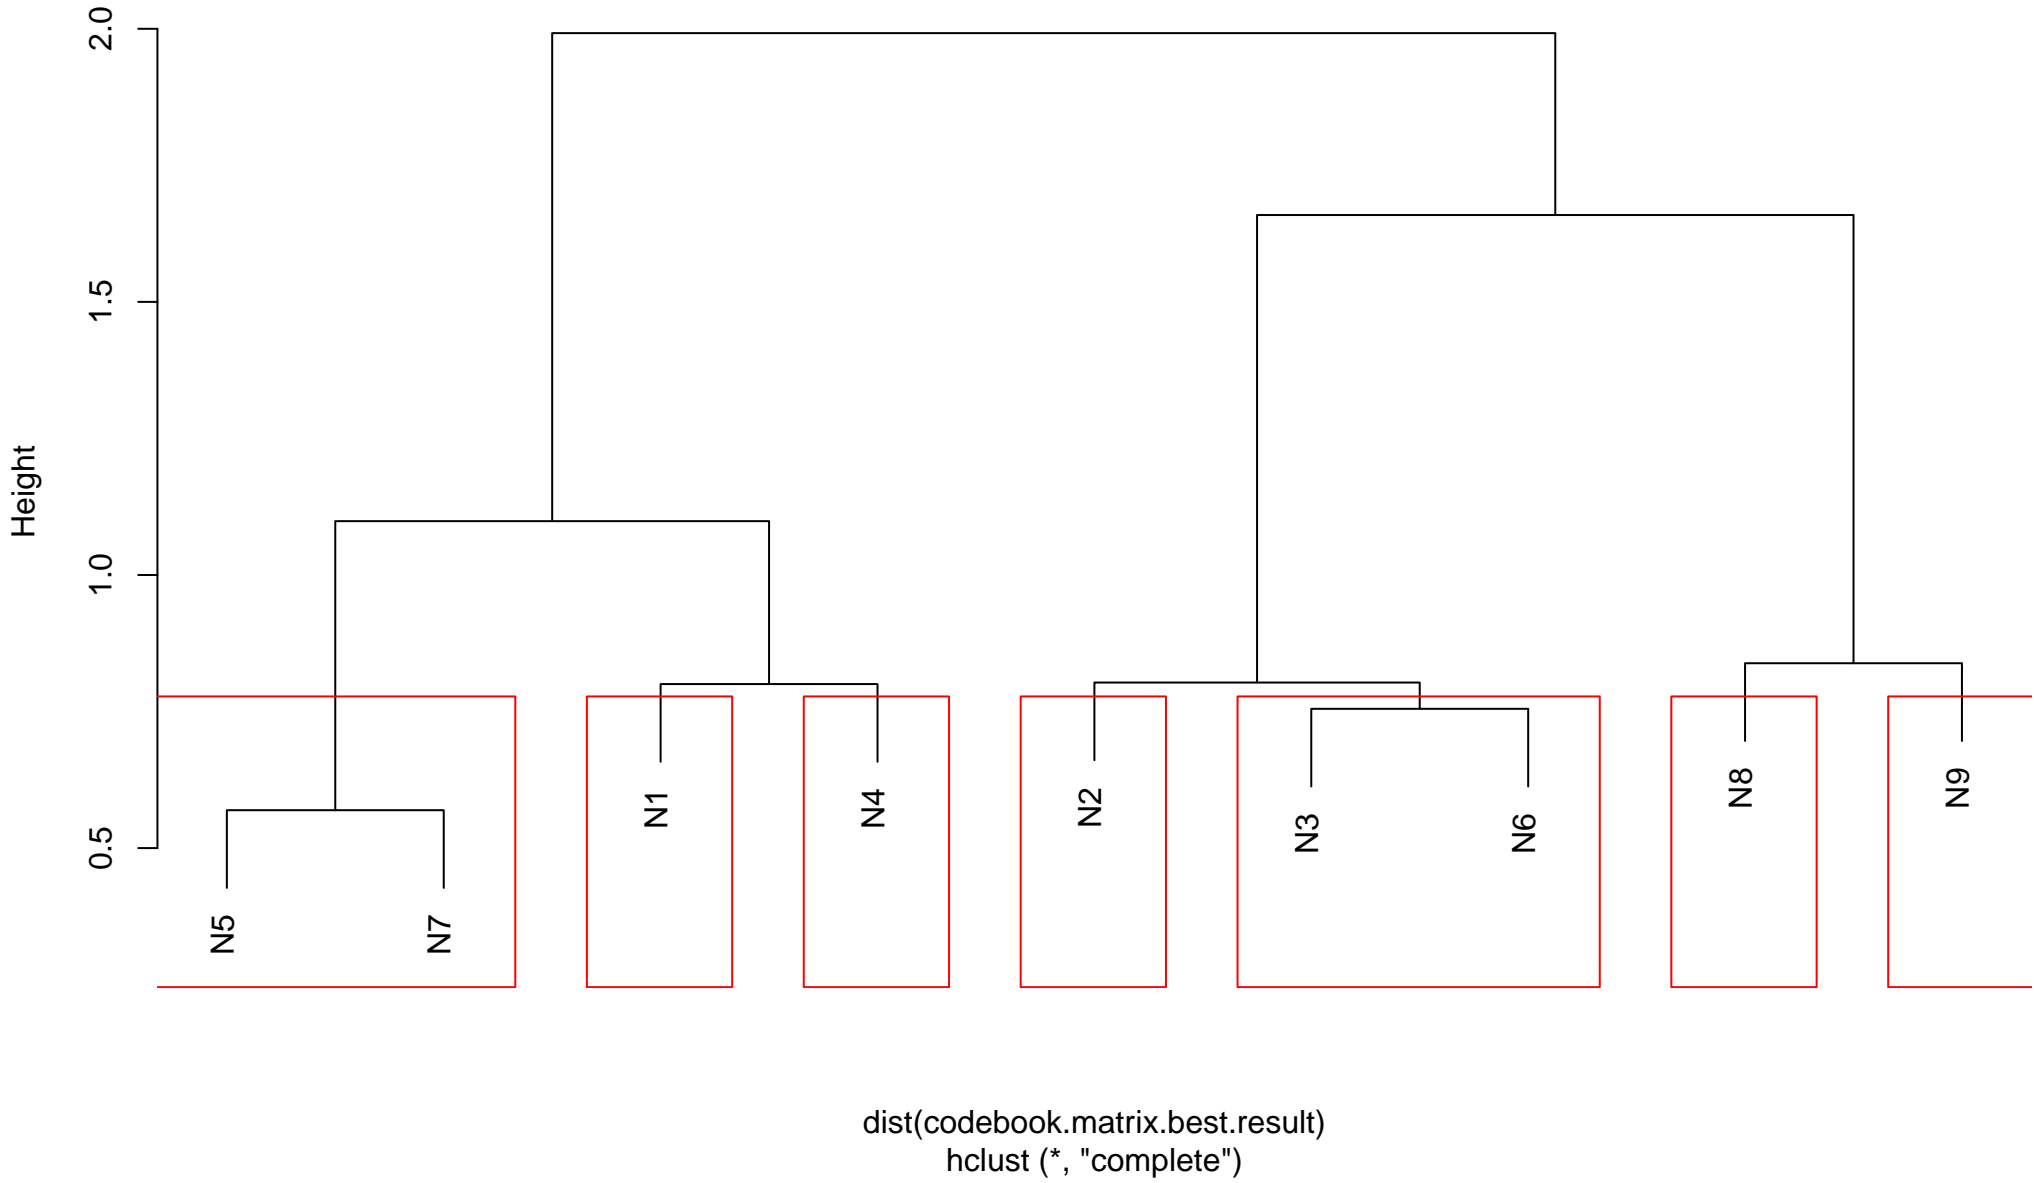 2.0
1.5
1.0
0.5
Height
N5
N7
N1
N4
N2
N3
N6
N8
N9
dist(codebook.matrix.best.result)
hclust (*, "complete")